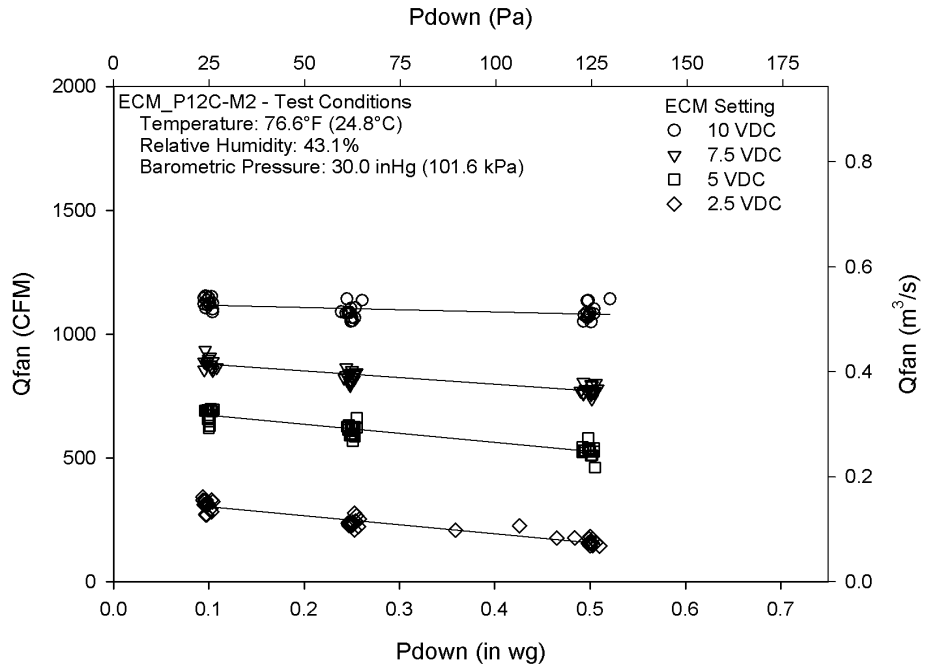 Pdown (Pa)
0 25 50 75 100 125 150 175
ECM_P12C-M2 - Test Conditions
Temperature: 76.6°F (24.8°C)
Relative Humidity: 43.1%
Barometric Pressure: 30.0 inHg (101.6 kPa)
ECM Setting
10 VDC
7.5 VDC
5 VDC
2.5 VDC
Qfan (CFM)
2000
1500
1000
500
0
Qfan (m³/s)
0.8
0.6
0.4
0.2
0.0
0.0 0.1 0.2 0.3 0.4 0.5 0.6 0.7
Pdown (in wg)